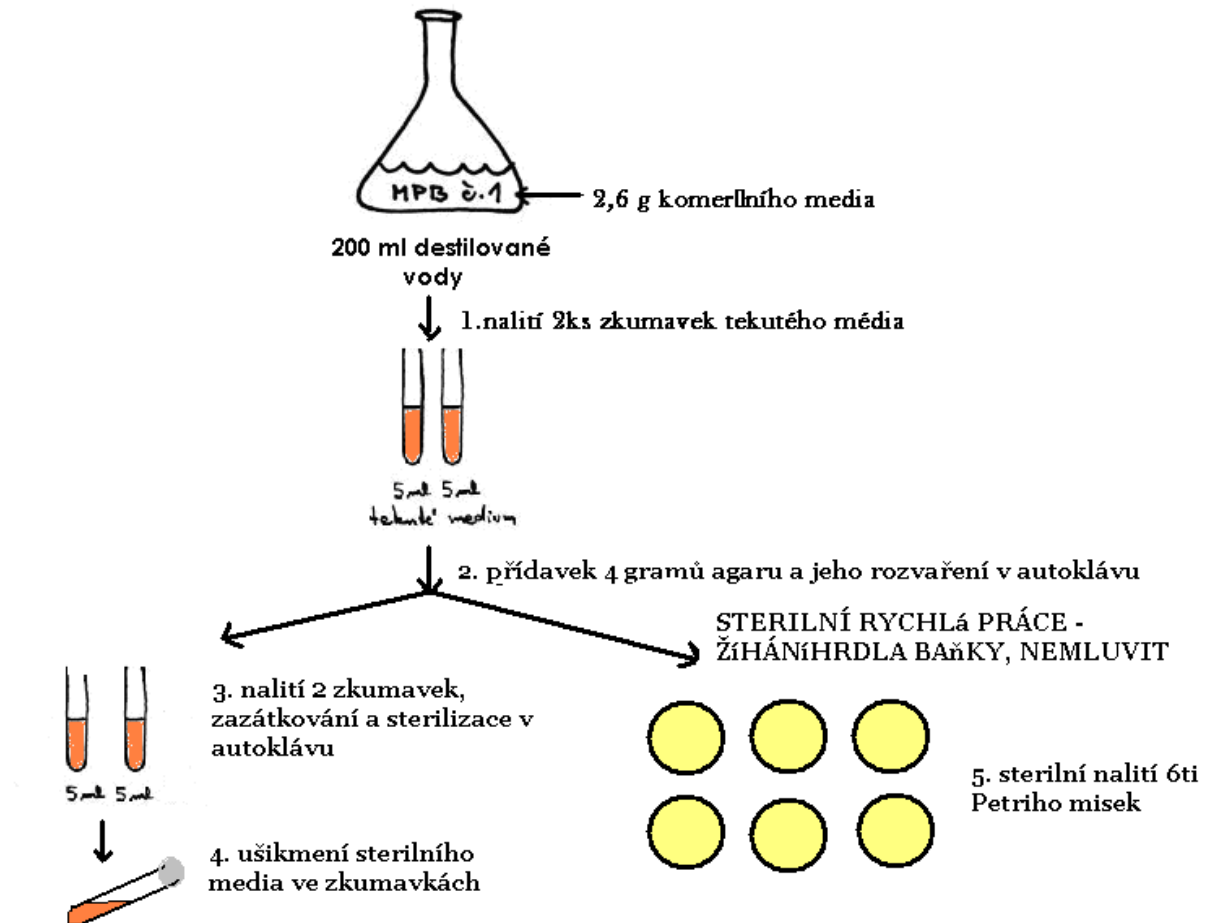 MPB č.1
2,6 g komerčního media
200 ml destilované
vody
1.nalití 2ks zkumavek tekutého média
5ml 5ml
tekuté medium
2. přídavek 4 gramů agaru a jeho rozvaření v autoklávu
STERILNÍ RYCHLá PRÁCE -
ŽíHÁNíHRDLA BAňKY, NEMLUVIT
3. nalití 2 zkumavek,
zazátkování a sterilizace v
autoklávu
5ml 5ml
5. sterilní nalití 6ti
Petriho misek
4. ušikmení sterilního
media ve zkumavkách